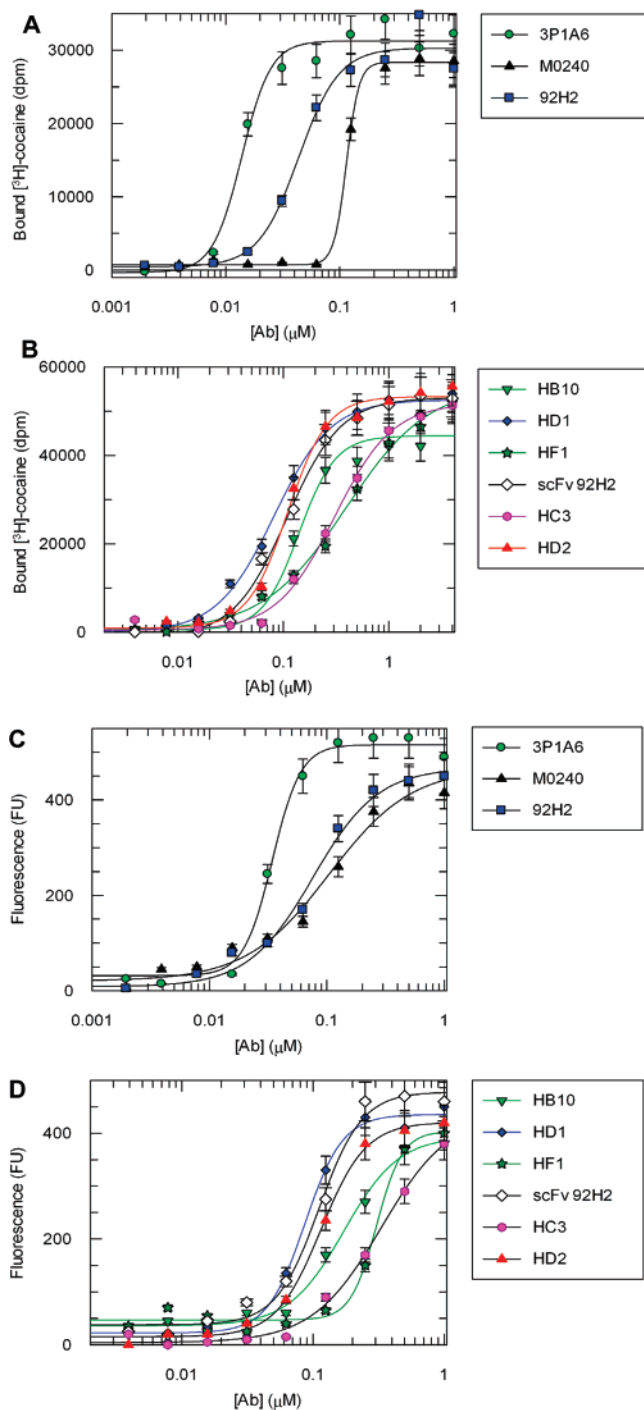 A
30000
20000
10000
0
Bound [³H]-cocaine (dpm)
0.001
0.01
0.1
1
[Ab] (μM)
3P1A6
M0240
92H2
B
60000
40000
20000
0
Bound [³H]-cocaine (dpm)
0.01
0.1
1
[Ab] (μM)
HB10
HD1
HF1
scFv 92H2
HC3
HD2
C
400
200
0
Fluorescence (FU)
0.001
0.01
0.1
1
[Ab] (μM)
3P1A6
M0240
92H2
D
400
300
200
100
0
Fluorescence (FU)
0.01
0.1
1
[Ab] (μM)
HB10
HD1
HF1
scFv 92H2
HC3
HD2